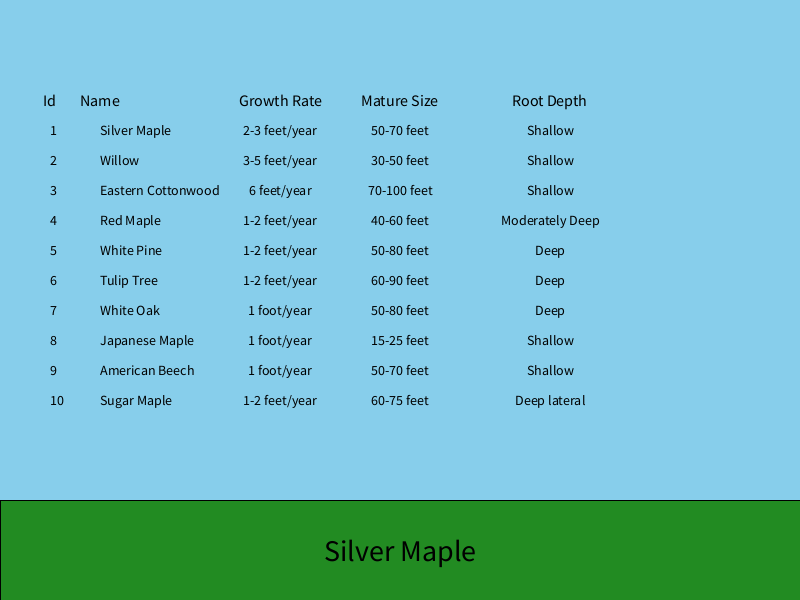 Id Name Growth Rate Mature Size Root Depth
1 Silver Maple 2-3 feet/year 50-70 feet Shallow
2 Willow 3-5 feet/year 30-50 feet Shallow
3 Eastern Cottonwood 6 feet/year 70-100 feet Shallow
4 Red Maple 1-2 feet/year 40-60 feet Moderately Deep
5 White Pine 1-2 feet/year 50-80 feet Deep
6 Tulip Tree 1-2 feet/year 60-90 feet Deep
7 White Oak 1 foot/year 50-80 feet Deep
8 Japanese Maple 1 foot/year 15-25 feet Shallow
9 American Beech 1 foot/year 50-70 feet Shallow
10 Sugar Maple 1-2 feet/year 60-75 feet Deep lateral
Silver Maple